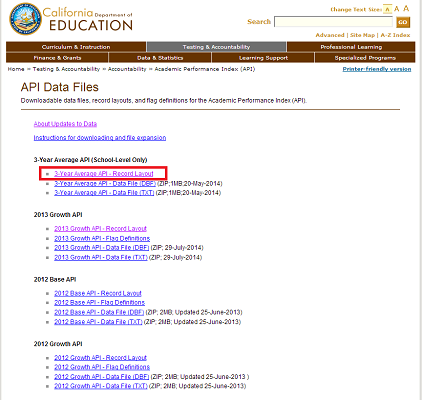 California Department of
EDUCATION
Change Text Size: A A A
Search GO
Advanced | Site Map | A-Z Index
Curriculum & Instruction Testing & Accountability Professional Learning
Finance & Grants Data & Statistics Learning Support Specialized Programs
Home » Testing & Accountability » Accountability » Academic Performance Index (API) Printer-friendly version
API Data Files
Downloadable data files, record layouts, and flag definitions for the Academic Performance Index (API).
About Updates to Data
Instructions for downloading and file expansion
3-Year Average API (School-Level Only)
3-Year Average API - Record Layout
3-Year Average API - Data File (DBF) (ZIP;1MB;20-May-2014)
3-Year Average API - Data File (TXT) (ZIP;1MB;20-May-2014)
2013 Growth API
2013 Growth API - Record Layout
2013 Growth API - Flag Definitions
2013 Growth API - Data File (DBF) (ZIP; 29-July-2014)
2013 Growth API - Data File (TXT) (ZIP; 29-July-2014)
2012 Base API
2012 Base API - Record Layout
2012 Base API - Flag Definitions
2012 Base API - Data File (DBF) (ZIP; 2MB; Updated 25-June-2013)
2012 Base API - Data File (TXT) (ZIP; 2MB; Updated 25-June-2013)
2012 Growth API
2012 Growth API - Record Layout
2012 Growth API - Data File (DBF) (ZIP; 2MB; Updated 25-June-2013 )
2012 Growth API - Data File (TXT) (ZIP; 2MB; Updated 25-June-2013)